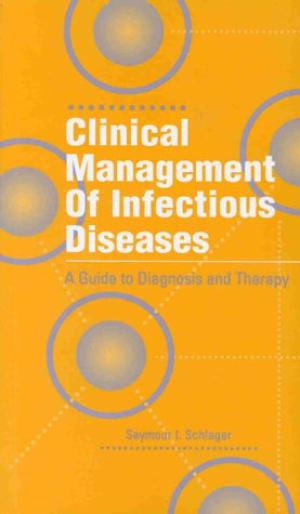 Clinical
Management
Of Infectious
Diseases
A Guide to Diagnosis and Therapy
Seymour I. Schlager